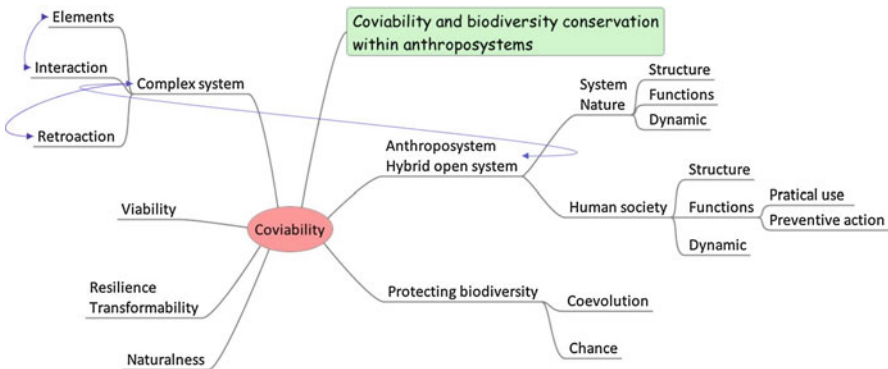 Elements
Interaction
Retroaction
Complex system
Coviability and biodiversity conservation
within anthroposystems
System
Nature
Structure
Functions
Dynamic
Anthroposystem
Hybrid open system
Human society
Structure
Functions
Dynamic
Pratical use
Preventive action
Viability
Coviability
Resilience
Transformability
Naturalness
Protecting biodiversity
Coevolution
Chance